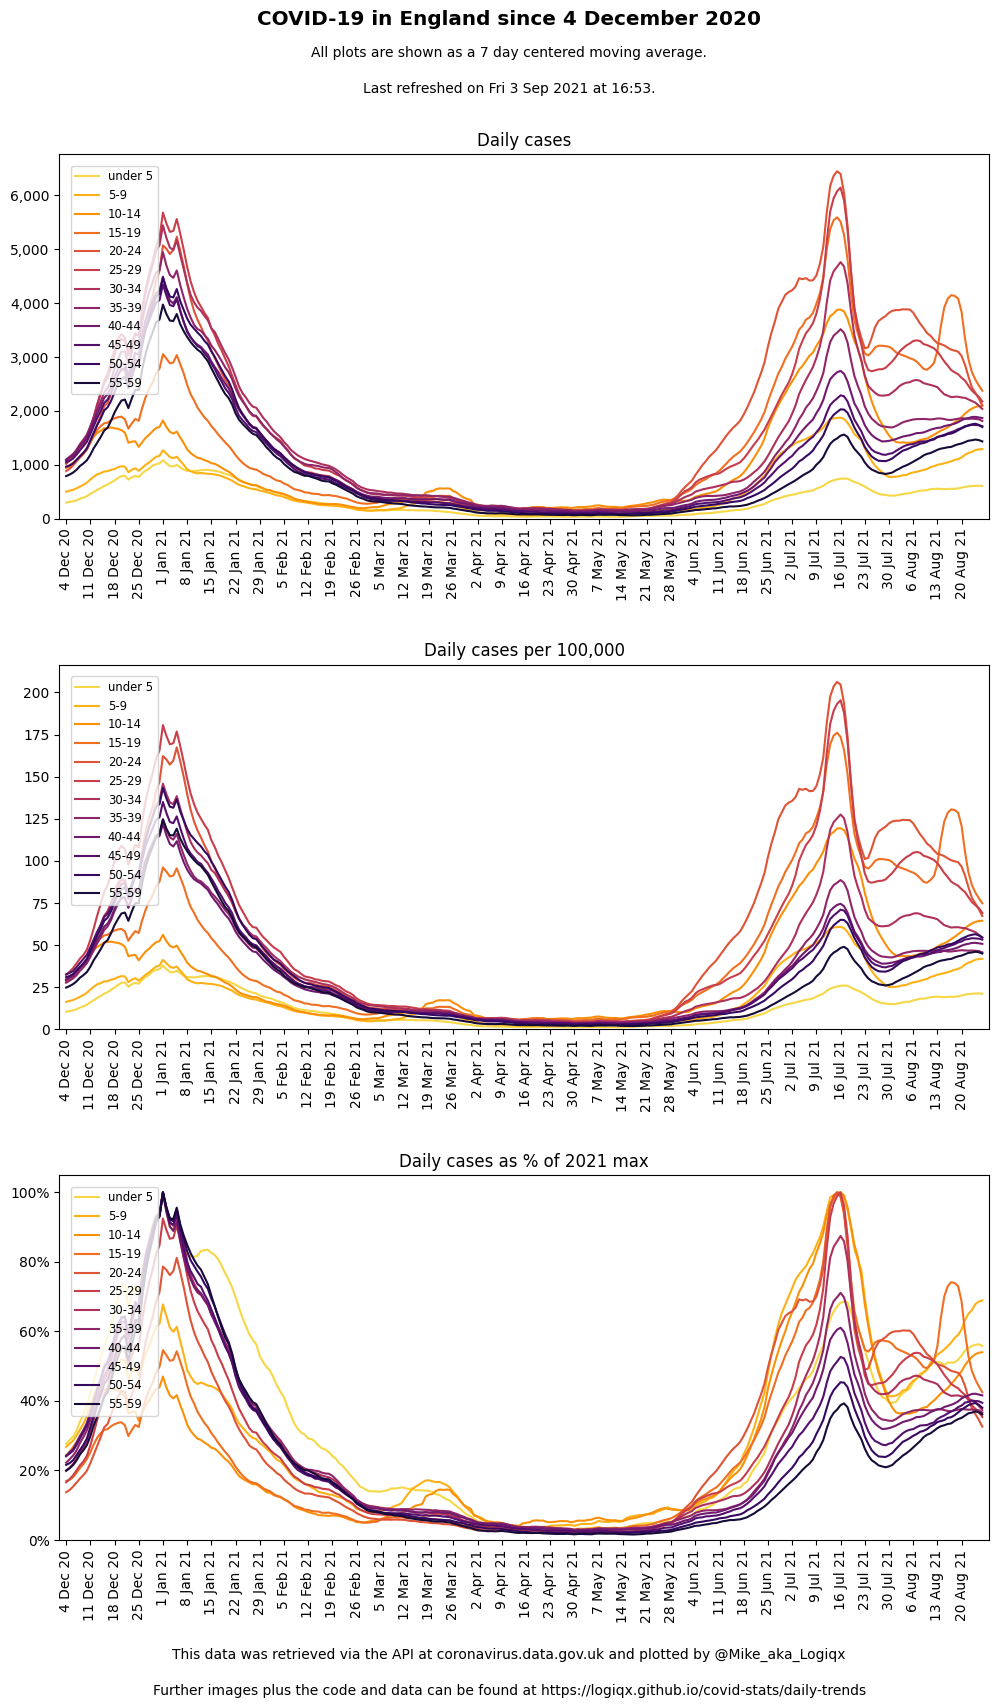 COVID-19 in England since 4 December 2020
All plots are shown as a 7 day centered moving average.
Last refreshed on Fri 3 Sep 2021 at 16:53.
Daily cases
6,000
5,000
4,000
3,000
2,000
1,000
0
under 5
5-9
10-14
15-19
20-24
25-29
30-34
35-39
40-44
45-49
50-54
55-59
4 Dec 20
11 Dec 20
18 Dec 20
25 Dec 20
1 Jan 21
8 Jan 21
15 Jan 21
22 Jan 21
29 Jan 21
5 Feb 21
12 Feb 21
19 Feb 21
26 Feb 21
5 Mar 21
12 Mar 21
19 Mar 21
26 Mar 21
2 Apr 21
9 Apr 21
16 Apr 21
23 Apr 21
30 Apr 21
7 May 21
14 May 21
21 May 21
28 May 21
4 Jun 21
11 Jun 21
18 Jun 21
25 Jun 21
2 Jul 21
9 Jul 21
16 Jul 21
23 Jul 21
30 Jul 21
6 Aug 21
13 Aug 21
20 Aug 21
Daily cases per 100,000
200
175
150
125
100
75
50
25
0
under 5
5-9
10-14
15-19
20-24
25-29
30-34
35-39
40-44
45-49
50-54
55-59
4 Dec 20
11 Dec 20
18 Dec 20
25 Dec 20
1 Jan 21
8 Jan 21
15 Jan 21
22 Jan 21
29 Jan 21
5 Feb 21
12 Feb 21
19 Feb 21
26 Feb 21
5 Mar 21
12 Mar 21
19 Mar 21
26 Mar 21
2 Apr 21
9 Apr 21
16 Apr 21
23 Apr 21
30 Apr 21
7 May 21
14 May 21
21 May 21
28 May 21
4 Jun 21
11 Jun 21
18 Jun 21
25 Jun 21
2 Jul 21
9 Jul 21
16 Jul 21
23 Jul 21
30 Jul 21
6 Aug 21
13 Aug 21
20 Aug 21
Daily cases as % of 2021 max
100%
80%
60%
40%
20%
0%
under 5
5-9
10-14
15-19
20-24
25-29
30-34
35-39
40-44
45-49
50-54
55-59
4 Dec 20
11 Dec 20
18 Dec 20
25 Dec 20
1 Jan 21
8 Jan 21
15 Jan 21
22 Jan 21
29 Jan 21
5 Feb 21
12 Feb 21
19 Feb 21
26 Feb 21
5 Mar 21
12 Mar 21
19 Mar 21
26 Mar 21
2 Apr 21
9 Apr 21
16 Apr 21
23 Apr 21
30 Apr 21
7 May 21
14 May 21
21 May 21
28 May 21
4 Jun 21
11 Jun 21
18 Jun 21
25 Jun 21
2 Jul 21
9 Jul 21
16 Jul 21
23 Jul 21
30 Jul 21
6 Aug 21
13 Aug 21
20 Aug 21
This data was retrieved via the API at coronavirus.data.gov.uk and plotted by @Mike_aka_Logiqx
Further images plus the code and data can be found at https://logiqx.github.io/covid-stats/daily-trends